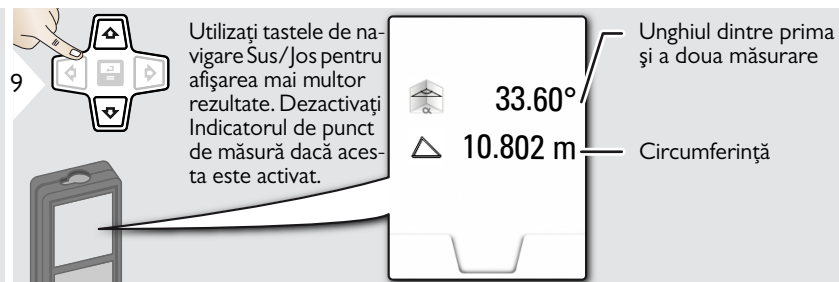 9
Utilizaţi tastele de na-
vigare Sus/Jos pentru
afişarea mai multor
rezultate. Dezactivaţi
Indicatorul de punct
de măsură dacă aces-
ta este activat.
α
33.60°
10.802 m
Unghiul dintre prima
şi a doua măsurare
Circumferinţă